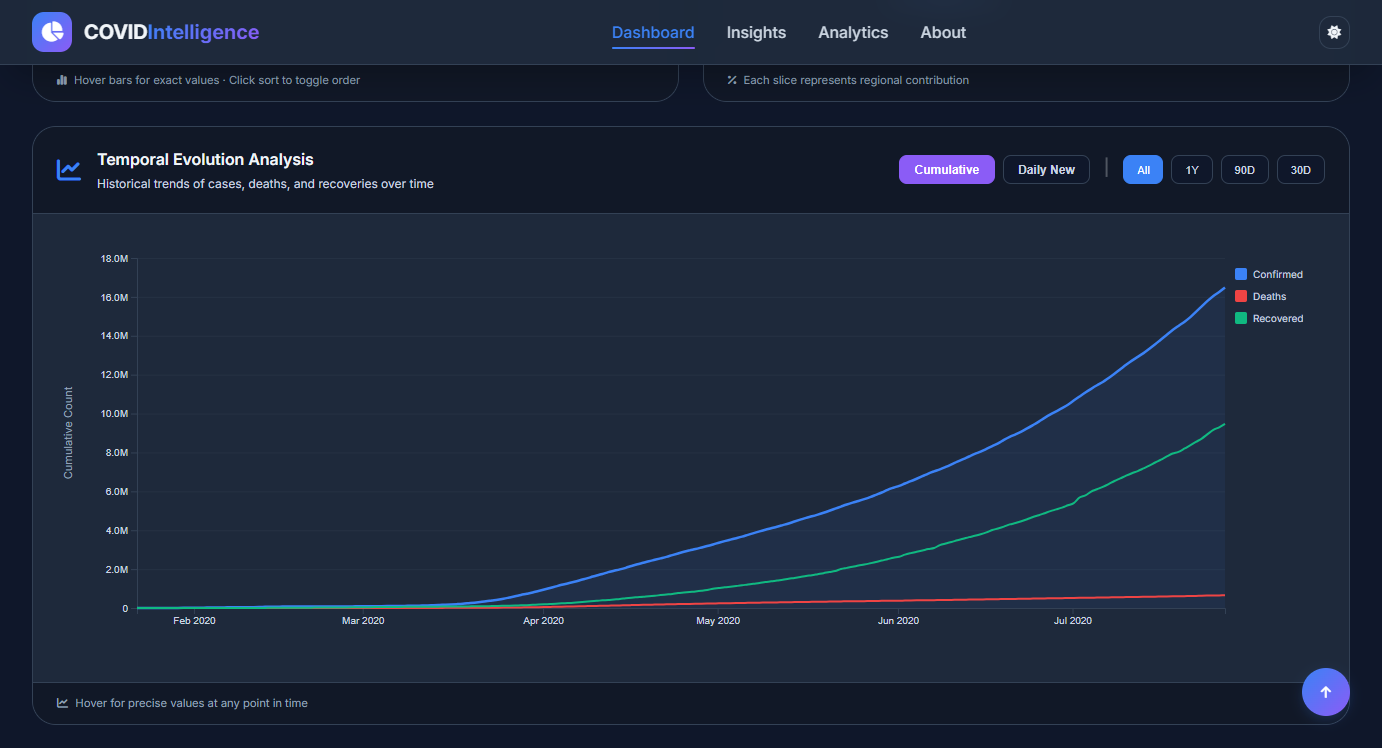 COVIDIntelligence
Dashboard Insights Analytics About
Hover bars for exact values · Click sort to toggle order
Each slice represents regional contribution
Temporal Evolution Analysis
Historical trends of cases, deaths, and recoveries over time
Cumulative Daily New | All 1Y 90D 30D
18.0M
16.0M
14.0M
12.0M
10.0M
8.0M
6.0M
4.0M
2.0M
0
Cumulative Count
Confirmed
Deaths
Recovered
Feb 2020 Mar 2020 Apr 2020 May 2020 Jun 2020 Jul 2020
Hover for precise values at any point in time